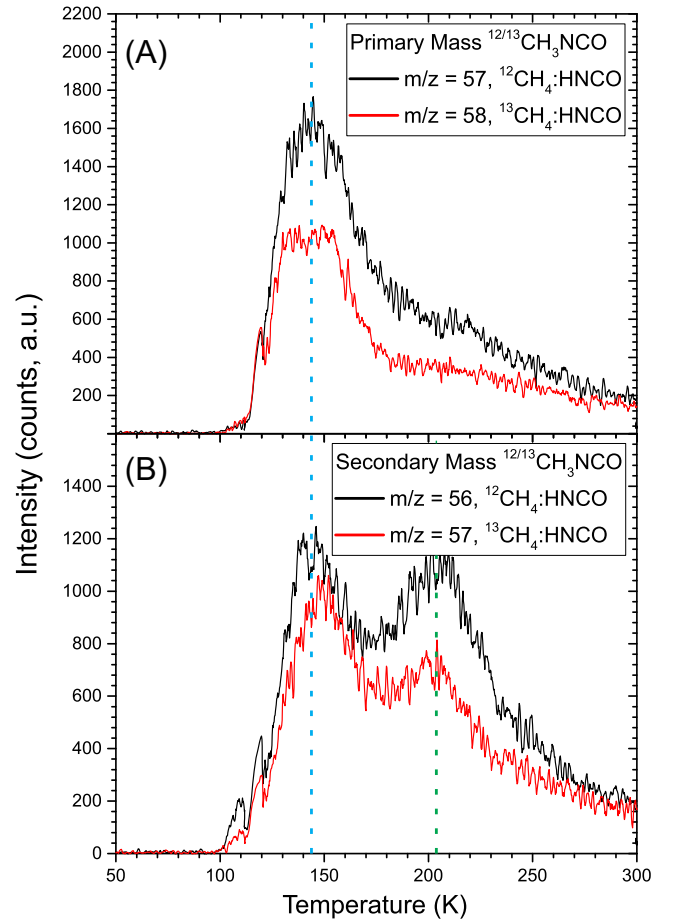 (A)
Primary Mass ¹²/¹³CH₃NCO
m/z = 57, ¹²CH₄:HNCO
m/z = 58, ¹³CH₄:HNCO
2200
2000
1800
1600
1400
1200
1000
800
600
400
200
(B)
Secondary Mass ¹²/¹³CH₃NCO
m/z = 56, ¹²CH₄:HNCO
m/z = 57, ¹³CH₄:HNCO
1400
1200
1000
800
600
400
200
0
Intensity (counts, a.u.)
50 100 150 200 250 300
Temperature (K)